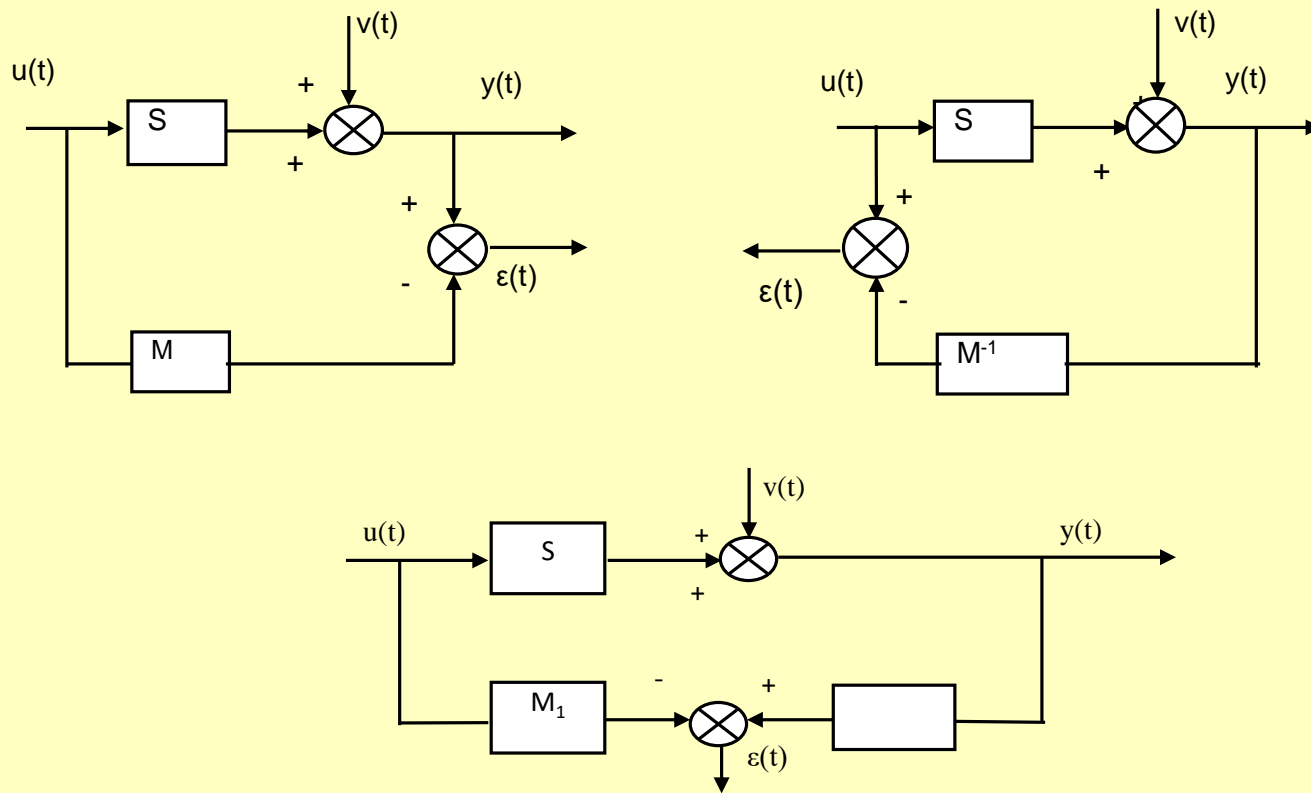 v(t)
u(t)
+
y(t)
S
+
+
ε(t)
-
M
v(t)
u(t)
y(t)
+
S
+
+
ε(t)
-
M⁻¹
v(t)
u(t)
+
y(t)
S
+
-
+
M₁
ε(t)